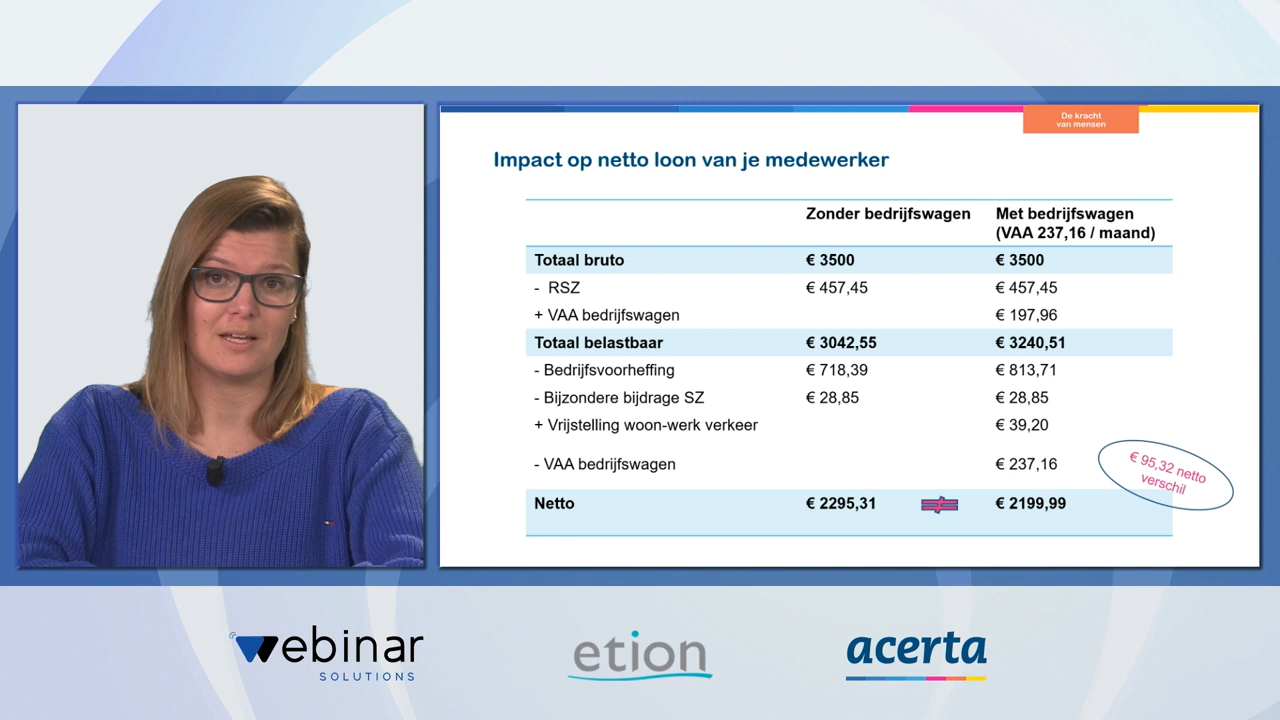 De kracht
van mensen
Impact op netto loon van je medewerker
Zonder bedrijfswagen Met bedrijfswagen
(VAA 237,16 / maand)
Totaal bruto € 3500 € 3500
- RSZ € 457,45 € 457,45
+ VAA bedrijfswagen € 197,96
Totaal belastbaar € 3042,55 € 3240,51
- Bedrijfsvoorheffing € 718,39 € 813,71
- Bijzondere bijdrage SZ € 28,85 € 28,85
+ Vrijstelling woon-werk verkeer € 39,20
- VAA bedrijfswagen € 237,16
€ 95,32 netto
verschil
Netto € 2295,31 ≠ € 2199,99
Webinar
SOLUTIONS
etion
acerta